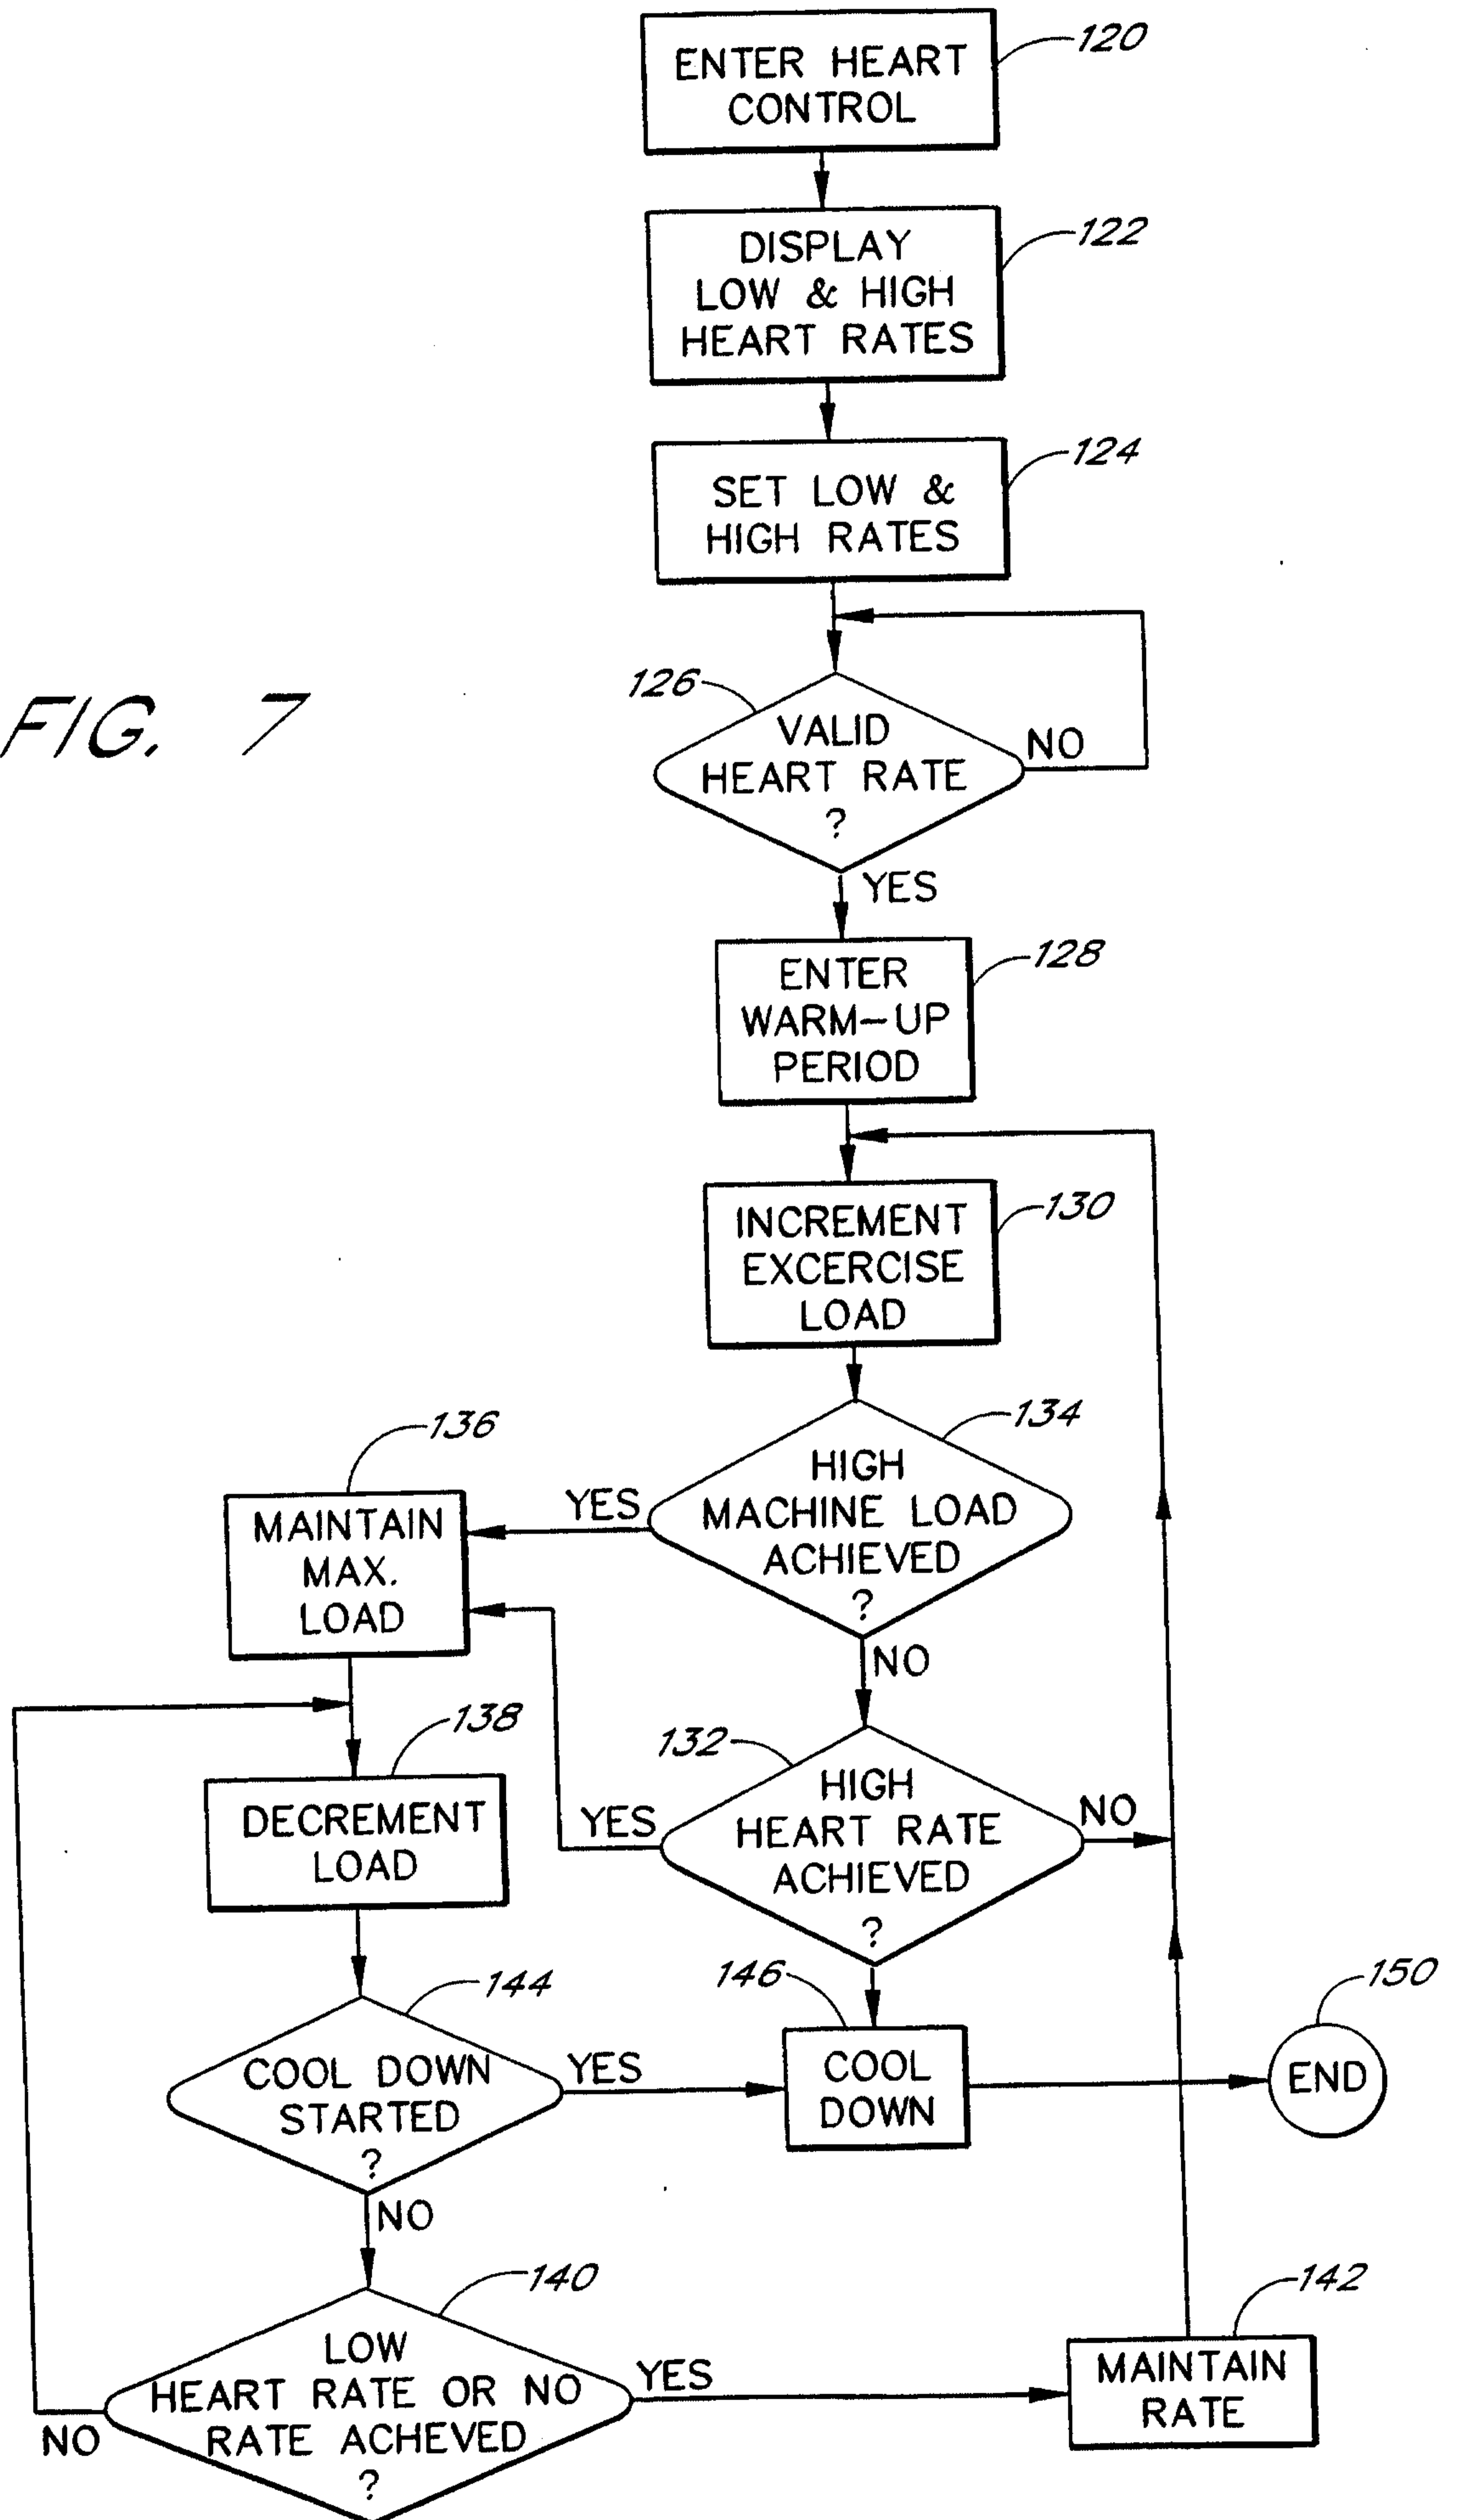 120
ENTER HEART
CONTROL
122
DISPLAY
LOW & HIGH
HEART RATES
124
SET LOW &
HIGH RATES
FIG. 7
126
VALID
HEART RATE
?
NO
YES
128
ENTER
WARM-UP
PERIOD
130
INCREMENT
EXCERCISE
LOAD
134
HIGH
MACHINE LOAD
ACHIEVED
?
YES
NO
136
MAINTAIN
MAX.
LOAD
132
HIGH
HEART RATE
ACHIEVED
?
YES
NO
138
DECREMENT
LOAD
144
COOL DOWN
STARTED
?
YES
NO
146
COOL
DOWN
150
END
140
LOW
HEART RATE OR NO
RATE ACHEVED
?
NO
YES
142
MAINTAIN
RATE